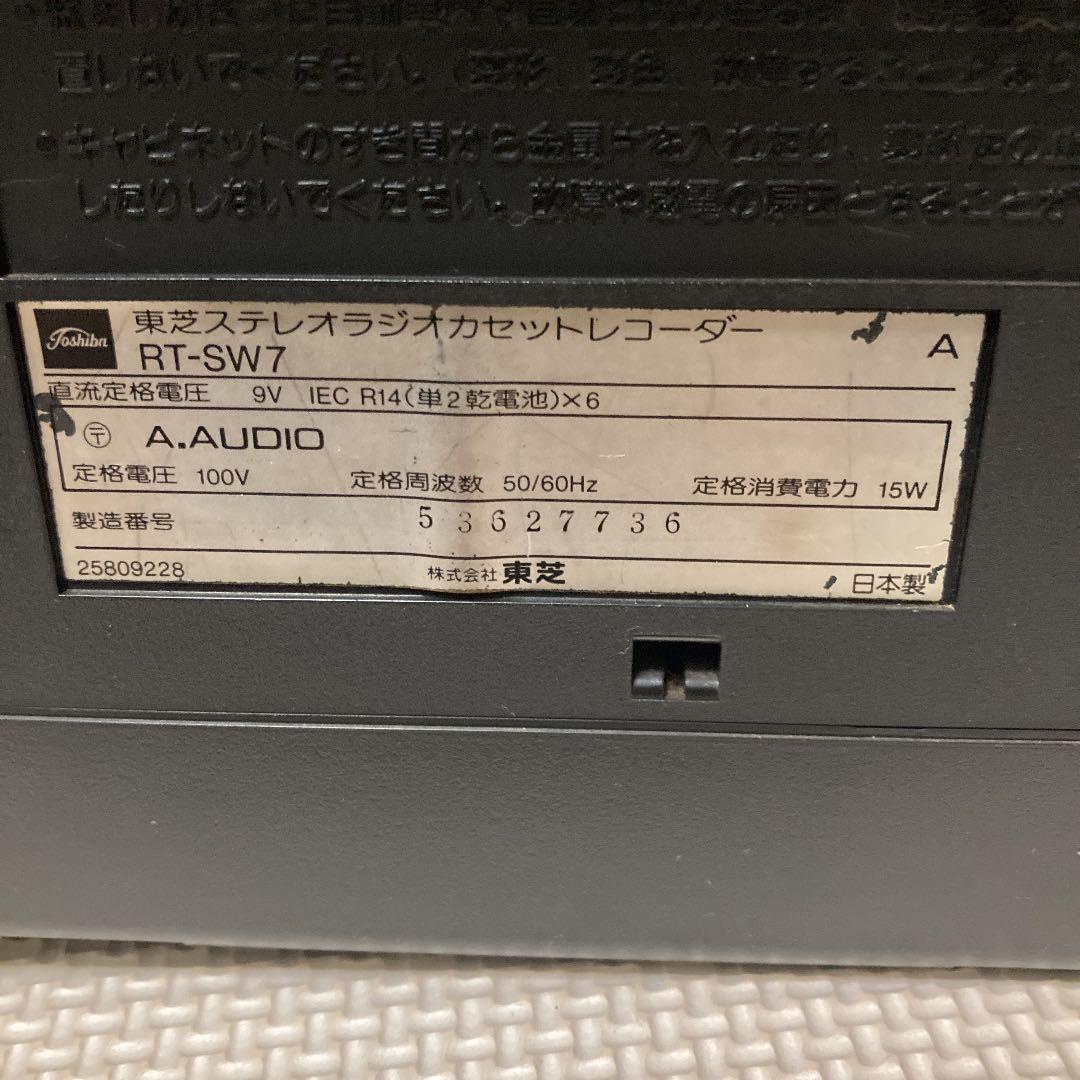 置しないでください。(変形、変色、故障することがあり
•キャビネットのすき間から金属片を入れたり、
したりしないでください。故障や感電の原因となることが
Toshiba
東芝ステレオラジオカセットレコーダー
RT-SW7
A
直流定格電圧 9V IEC R14(単2乾電池)×6
〒 A.AUDIO
定格電圧 100V 定格周波数 50/60Hz 定格消費電力 15W
製造番号 53627736
25809228 株式会社 東芝 日本製